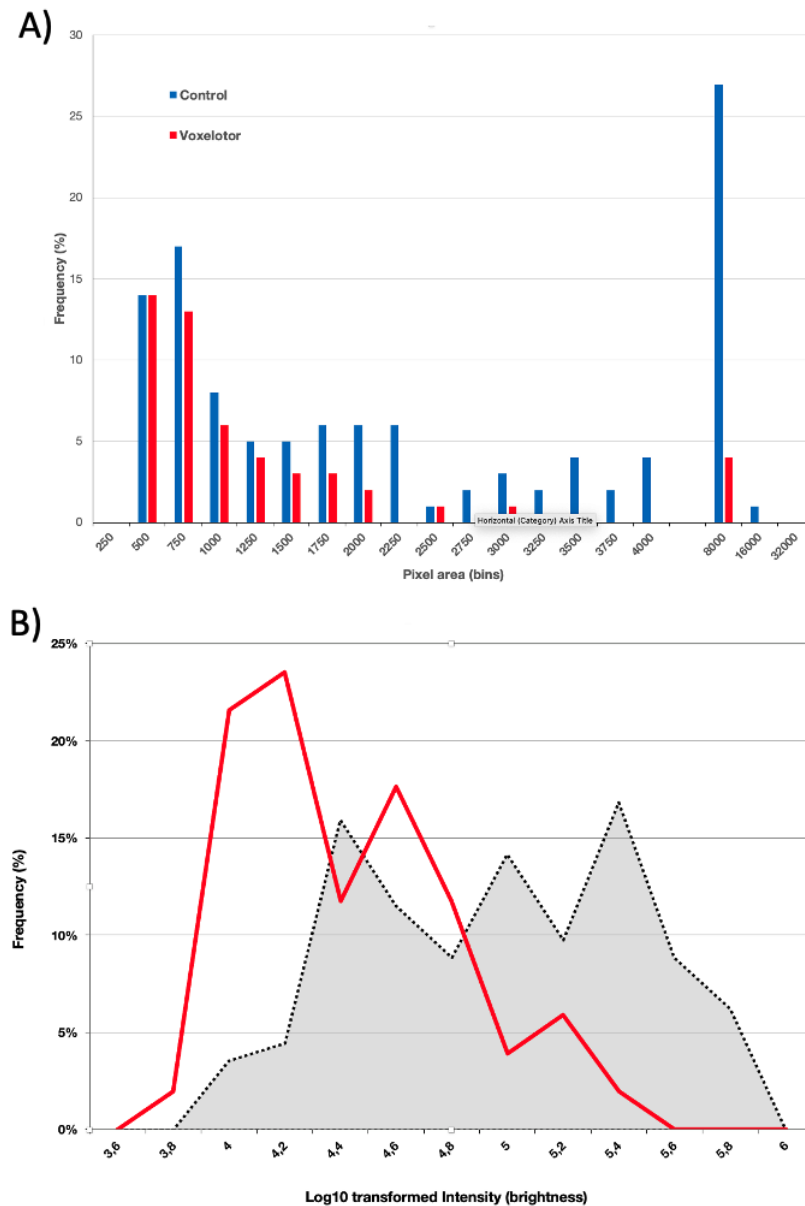 A)
30
25
20
15
10
5
0
Frequency (%)
Control
Voxelotor
250 500 750 1000 1250 1500 1750 2000 2250 2500 2750 3000 3250 3500 3750 4000 8000 16000 32000
Horizontal (Category) Axis Title
Pixel area (bins)
B)
25%
20%
15%
10%
5%
0%
Frequency (%)
3,6 3,8 4 4,2 4,4 4,6 4,8 5 5,2 5,4 5,6 5,8 6
Log10 transformed Intensity (brightness)